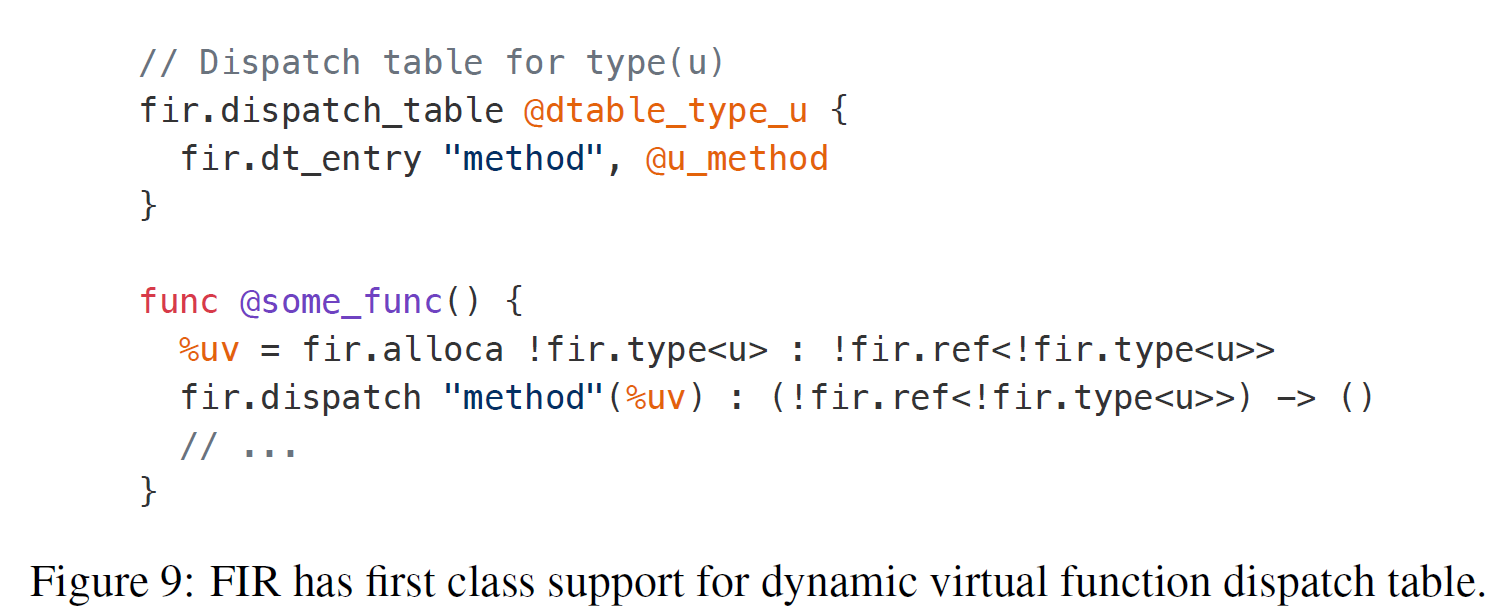 // Dispatch table for type(u)
fir.dispatch_table @dtable_type_u {
  fir.dt_entry "method", @u_method
}

func @some_func() {
  %uv = fir.alloca !fir.type<u> : !fir.ref<!fir.type<u>>
  fir.dispatch "method"(%uv) : (!fir.ref<!fir.type<u>>) -> ()
  // ...
}
Figure 9: FIR has first class support for dynamic virtual function dispatch table.